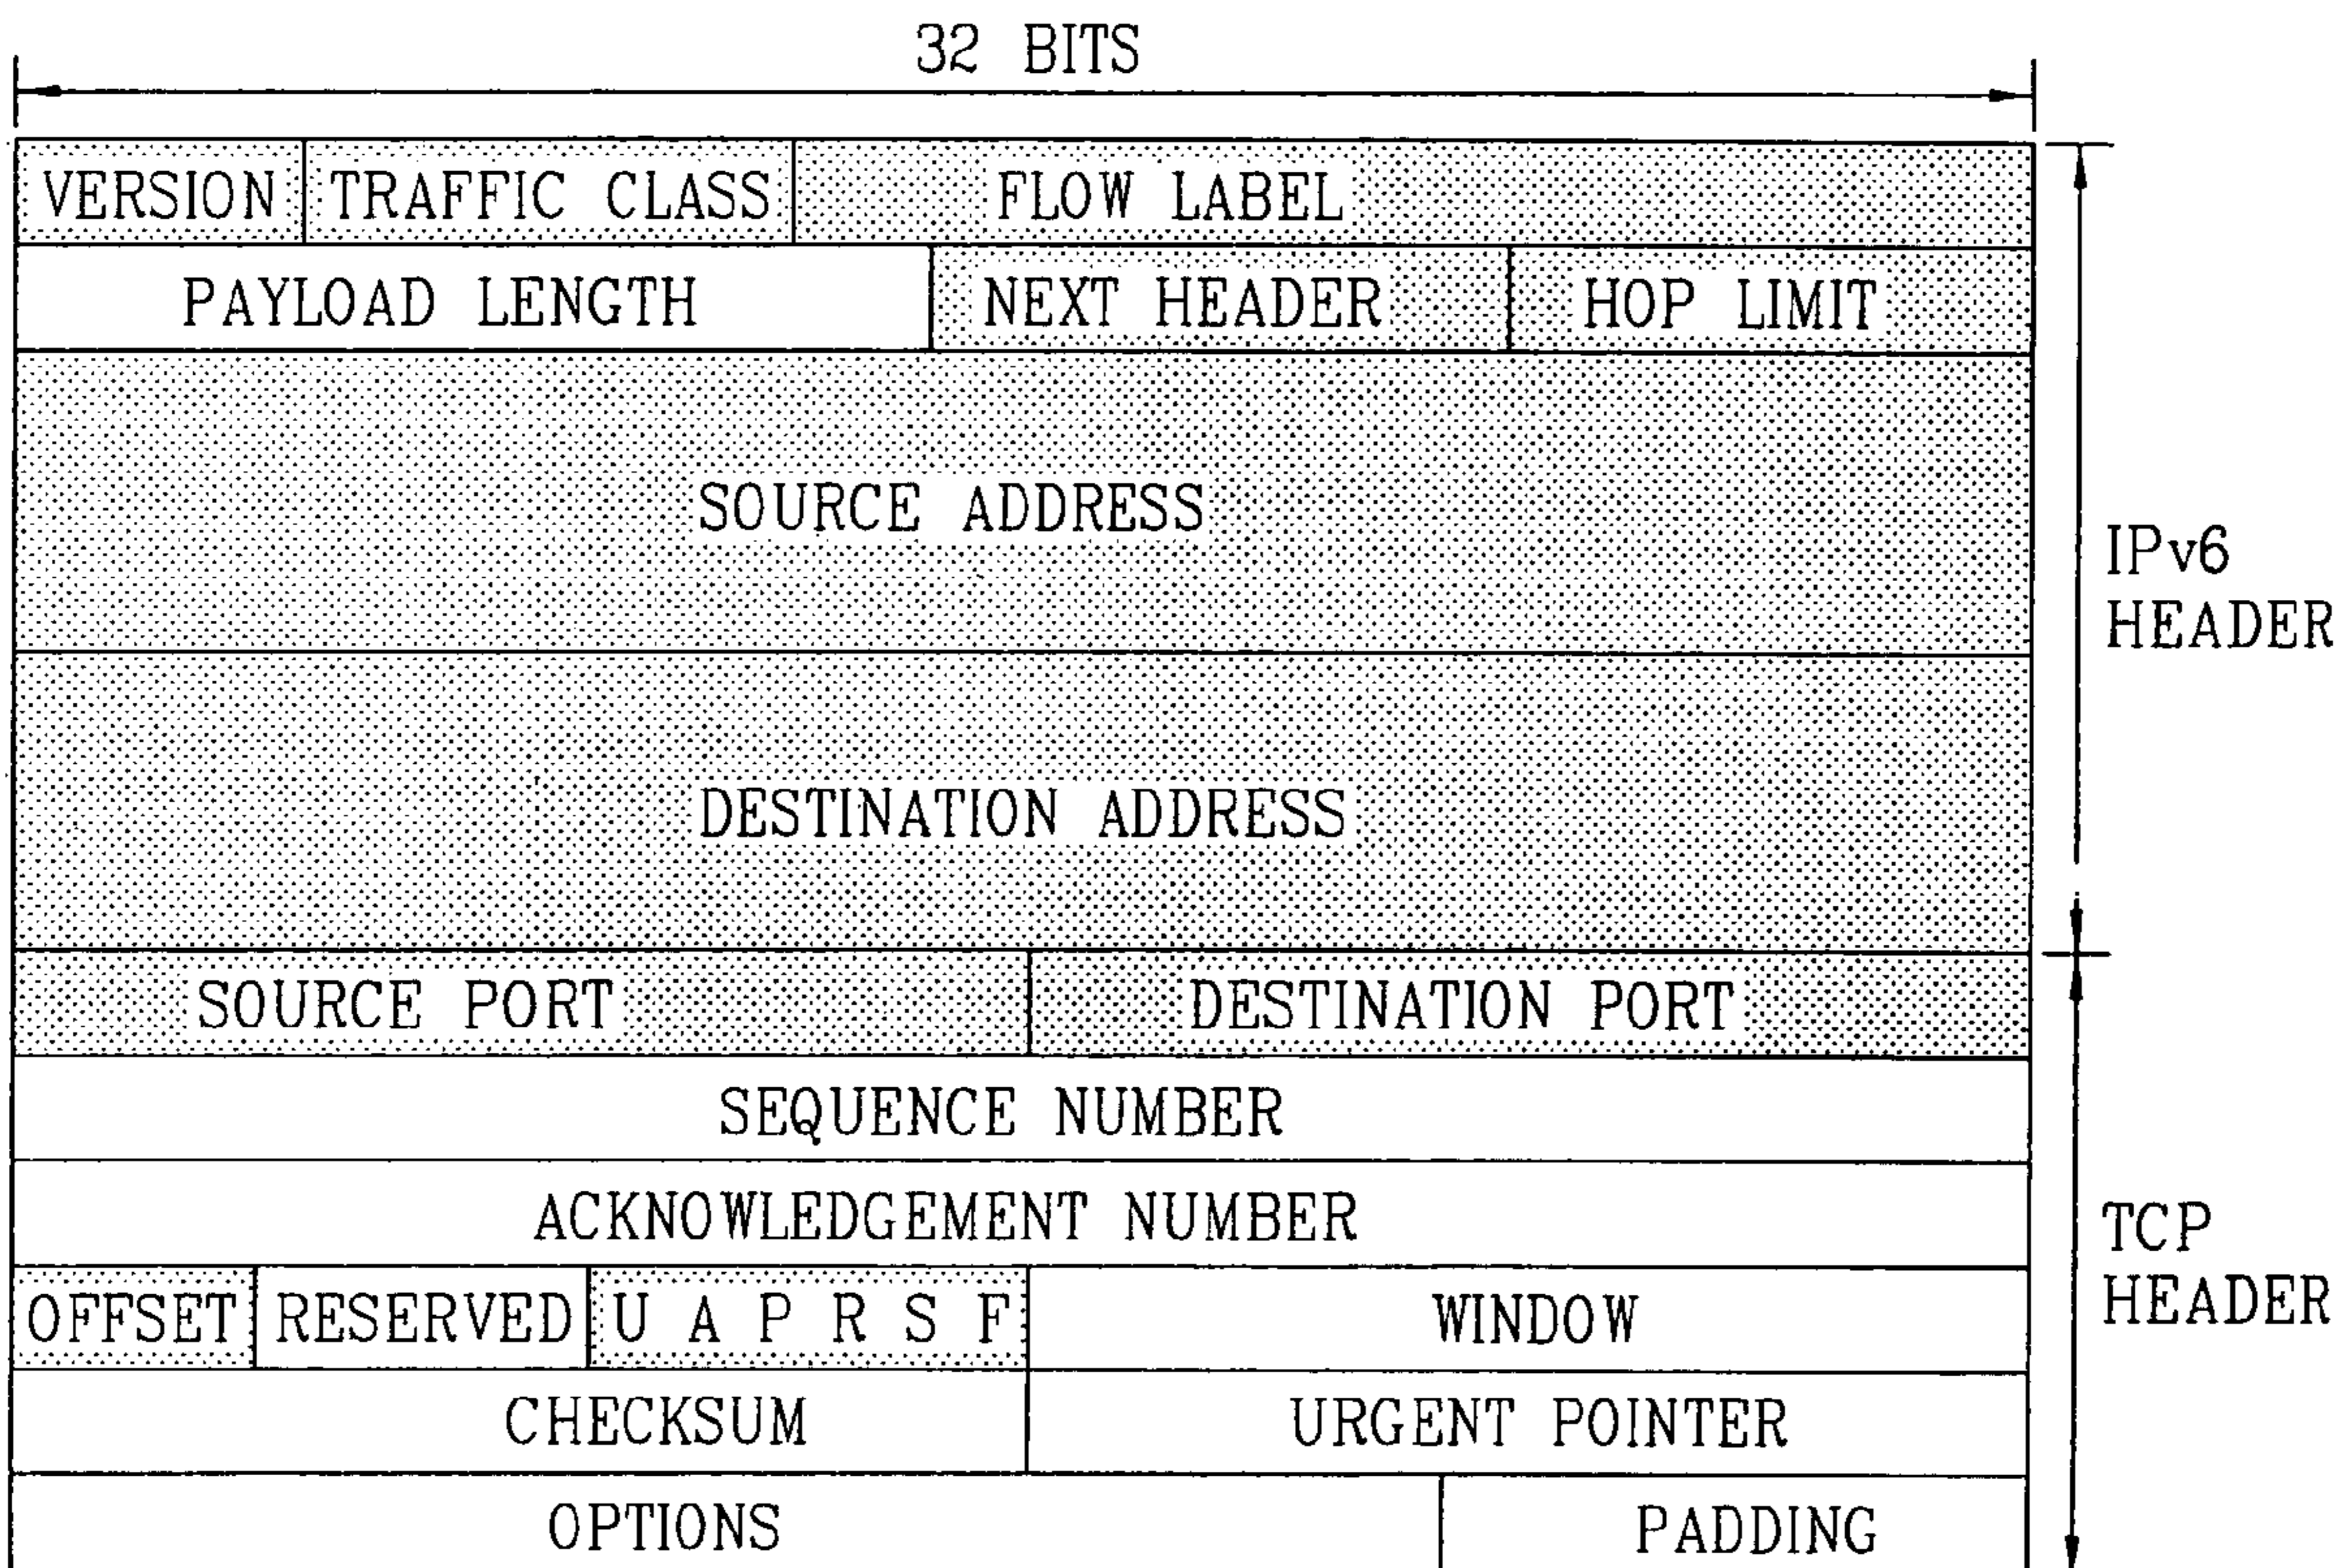 32 BITS
VERSION TRAFFIC CLASS FLOW LABEL
PAYLOAD LENGTH NEXT HEADER HOP LIMIT
SOURCE ADDRESS
IPv6
HEADER
DESTINATION ADDRESS
SOURCE PORT DESTINATION PORT
SEQUENCE NUMBER
ACKNOWLEDGEMENT NUMBER
TCP
HEADER
OFFSET RESERVED U A P R S F WINDOW
CHECKSUM URGENT POINTER
OPTIONS PADDING